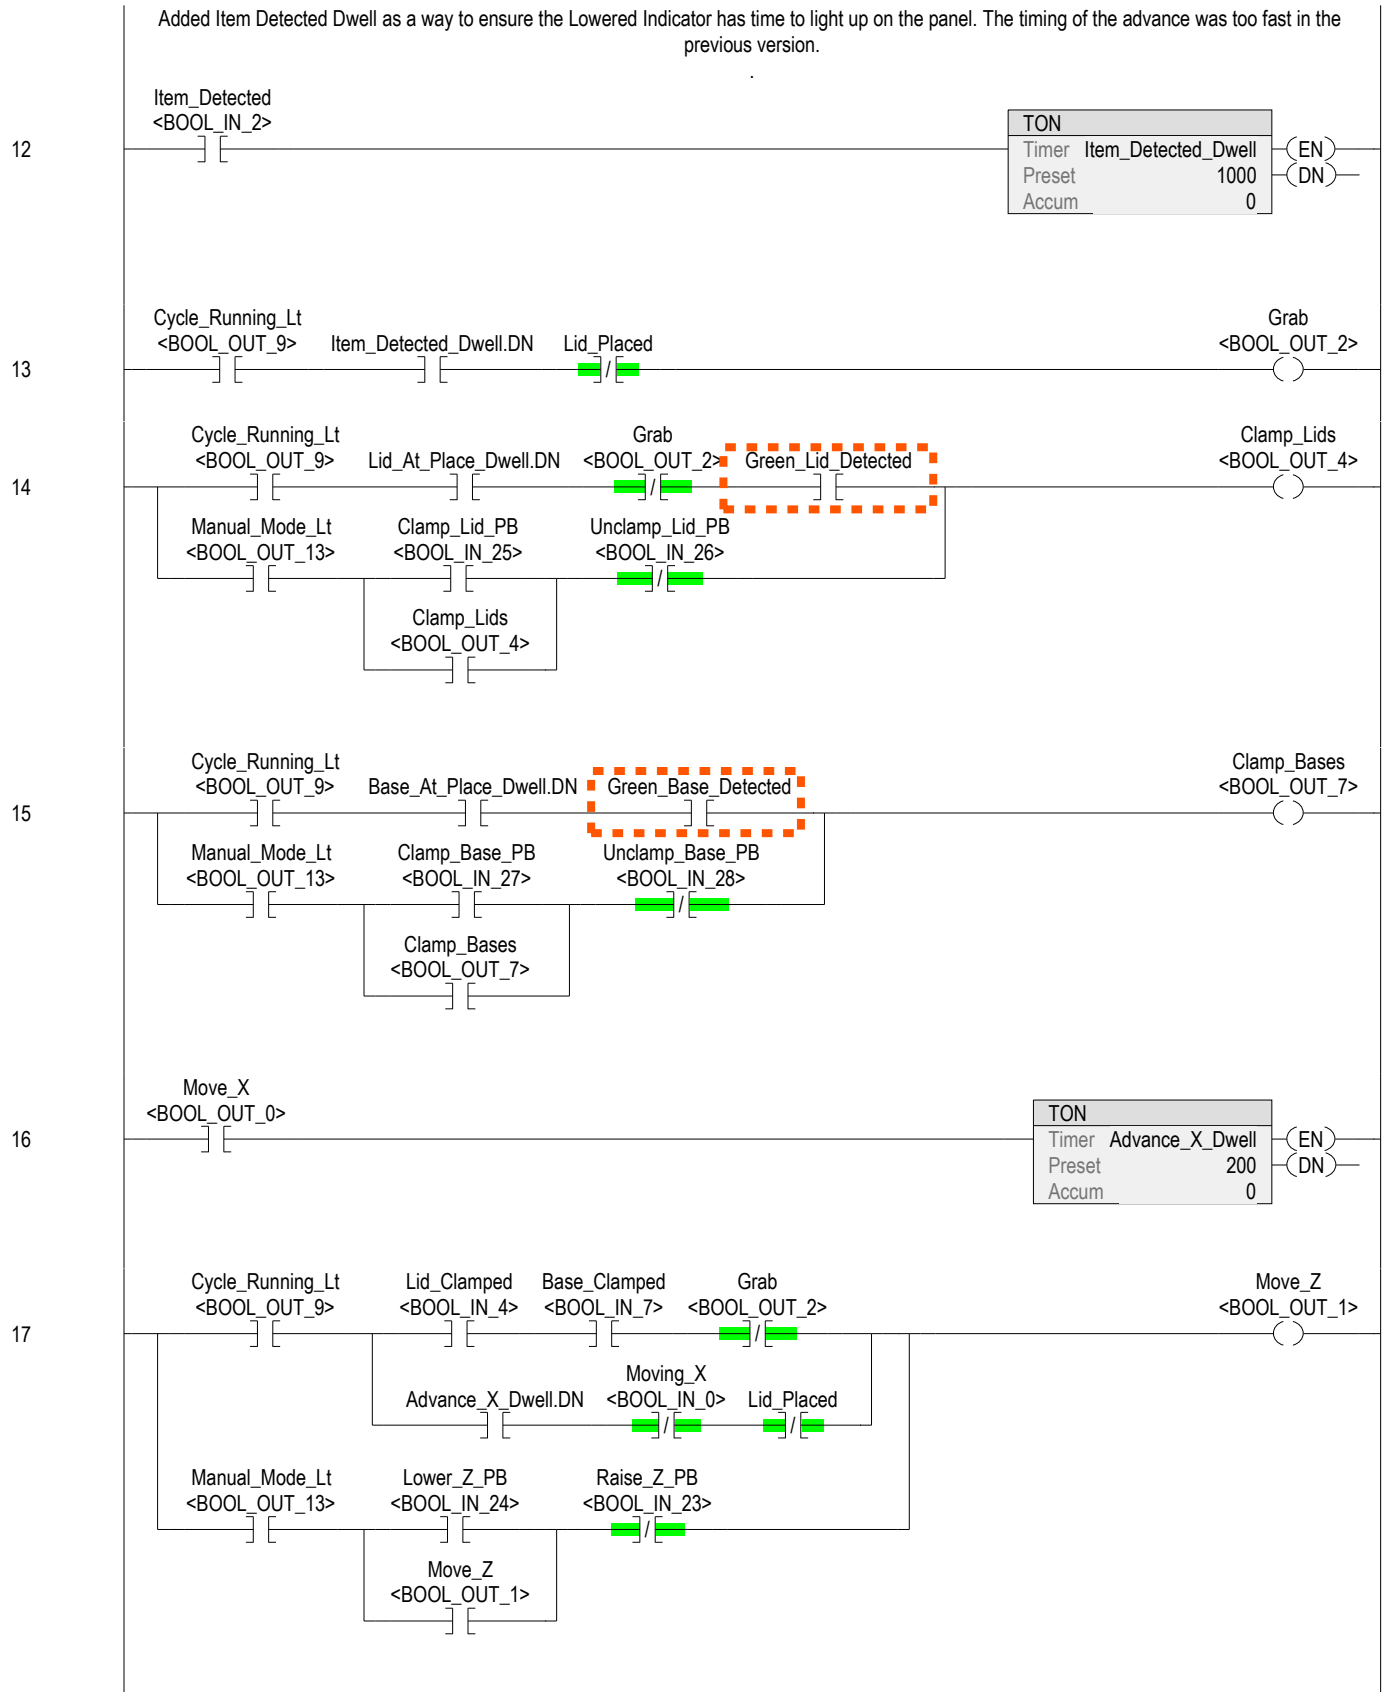 Added Item Detected Dwell as a way to ensure the Lowered Indicator has time to light up on the panel. The timing of the advance was too fast in the
previous version.
.
Item_Detected
<BOOL_IN_2>
12
TON
Timer Item_Detected_Dwell
Preset 1000
Accum 0
(EN)
(DN)
Cycle_Running_Lt
<BOOL_OUT_9>
Item_Detected_Dwell.DN
Lid_Placed
/
Grab
<BOOL_OUT_2>
13
Cycle_Running_Lt
<BOOL_OUT_9>
Lid_At_Place_Dwell.DN
Grab
<BOOL_OUT_2>
/
Green_Lid_Detected
Clamp_Lids
<BOOL_OUT_4>
14
Manual_Mode_Lt
<BOOL_OUT_13>
Clamp_Lid_PB
<BOOL_IN_25>
Unclamp_Lid_PB
<BOOL_IN_26>
/
Clamp_Lids
<BOOL_OUT_4>
Cycle_Running_Lt
<BOOL_OUT_9>
Base_At_Place_Dwell.DN
Green_Base_Detected
Clamp_Bases
<BOOL_OUT_7>
15
Manual_Mode_Lt
<BOOL_OUT_13>
Clamp_Base_PB
<BOOL_IN_27>
Unclamp_Base_PB
<BOOL_IN_28>
/
Clamp_Bases
<BOOL_OUT_7>
Move_X
<BOOL_OUT_0>
16
TON
Timer Advance_X_Dwell
Preset 200
Accum 0
(EN)
(DN)
Cycle_Running_Lt
<BOOL_OUT_9>
Lid_Clamped
<BOOL_IN_4>
Base_Clamped
<BOOL_IN_7>
Grab
<BOOL_OUT_2>
/
Move_Z
<BOOL_OUT_1>
17
Advance_X_Dwell.DN
Moving_X
<BOOL_IN_0>
/
Lid_Placed
/
Manual_Mode_Lt
<BOOL_OUT_13>
Lower_Z_PB
<BOOL_IN_24>
Raise_Z_PB
<BOOL_IN_23>
/
Move_Z
<BOOL_OUT_1>